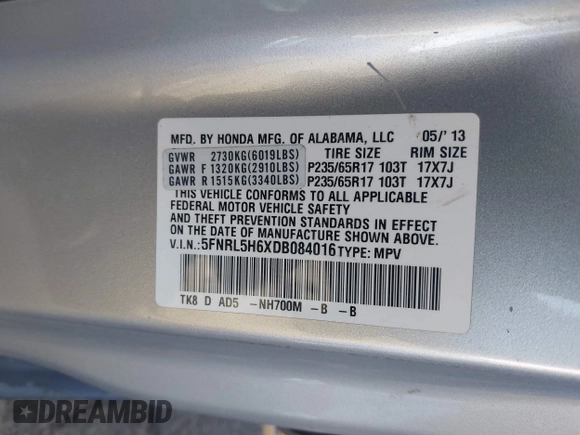 MFD. BY HONDA MFG. OF ALABAMA, LLC 05/'13
GVWR 2730KG(6019LBS) TIRE SIZE RIM SIZE
GAWR F 1320KG(2910LBS) P235/65R17 103T 17X7J
GAWR R 1515KG(3340LBS) P235/65R17 103T 17X7J
THIS VEHICLE CONFORMS TO ALL APPLICABLE
FEDERAL MOTOR VEHICLE SAFETY
AND THEFT PREVENTION STANDARDS IN EFFECT
ON THE DATE OF MANUFACTURE SHOWN ABOVE.
V.I.N.: 5FNRL5H6XDB084016 TYPE: MPV
TK8 D AD5 -NH700M -B -B
DREAMBID